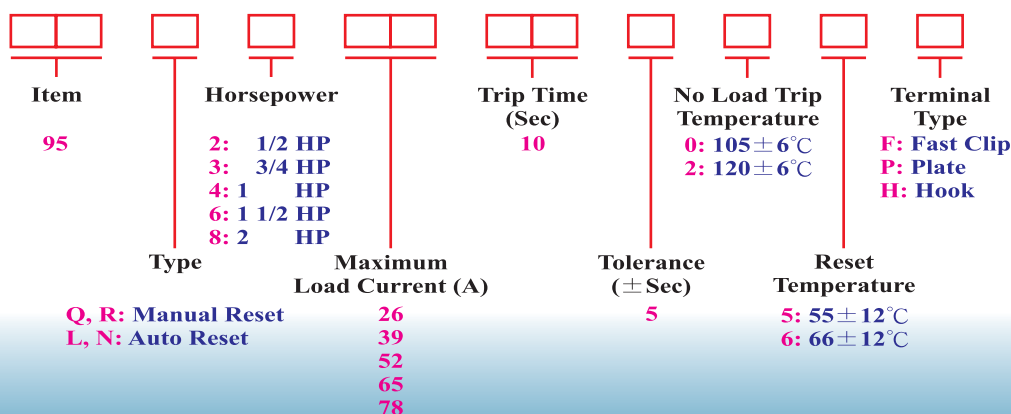 Item
95
Type
Q, R: Manual Reset
L, N: Auto Reset
Horsepower
2: 1/2 HP
3: 3/4 HP
4: 1 HP
6: 1 1/2 HP
8: 2 HP
Maximum
Load Current (A)
26
39
52
65
78
Trip Time
(Sec)
10
Tolerance
(±Sec)
5
No Load Trip
Temperature
0: 105±6℃
2: 120±6℃
Reset
Temperature
5: 55±12℃
6: 66±12℃
Terminal
Type
F: Fast Clip
P: Plate
H: Hook